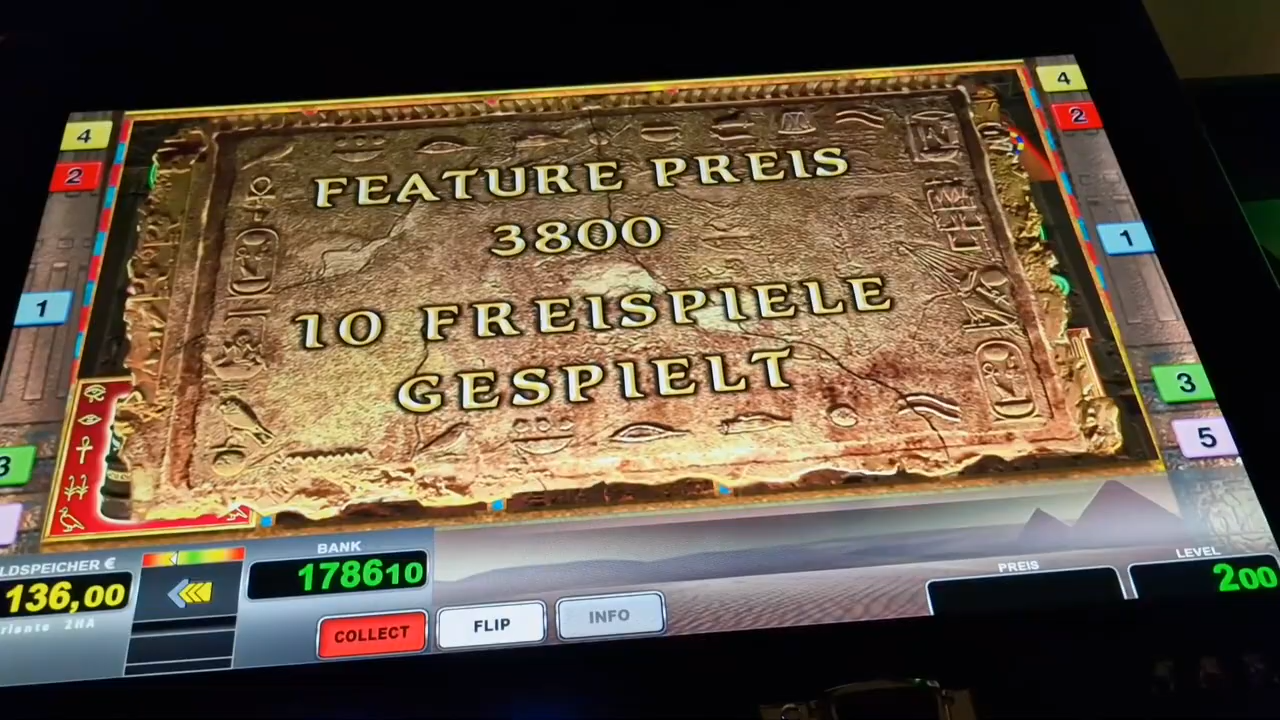 FEATURE PREIS
3800
10 FREISPIELE
GESPIELT
4
2
1
3
4
2
1
3
5
LDSPEICHER €
136,00
BANK
178610
COLLECT
FLIP
INFO
PREIS
LEVEL
200